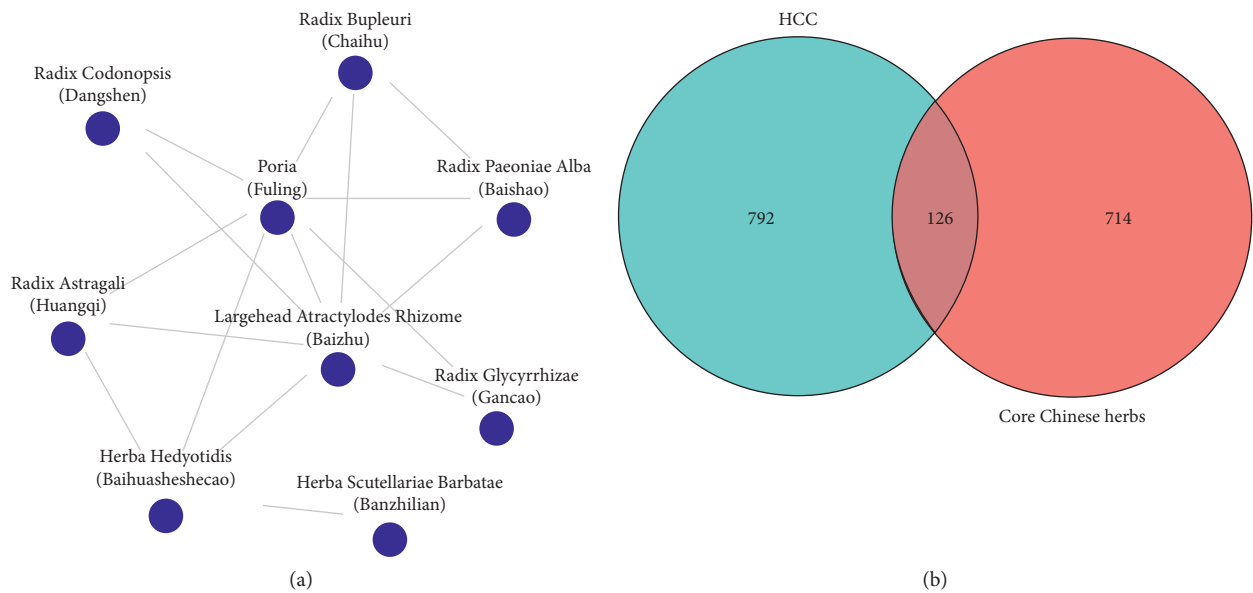 Radix Bupleuri
(Chaihu)
Radix Codonopsis
(Dangshen)
Poria
(Fuling)
Radix Paeoniae Alba
(Baishao)
Radix Astragali
(Huangqi)
Largehead Atractylodes Rhizome
(Baizhu)
Radix Glycyrrhizae
(Gancao)
Herba Hedyotidis
(Baihuasheshecao)
Herba Scutellariae Barbatae
(Banzhilian)
(a)
HCC
792
126
714
Core Chinese herbs
(b)